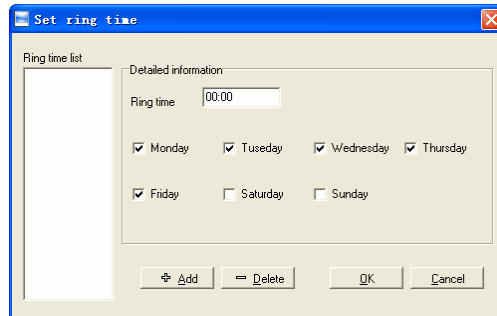 Set ring time
Ring time list
Detailed information
Ring time 00:00
Monday Tuseday Wednesday Thursday
Friday Saturday Sunday
Add Delete OK Cancel